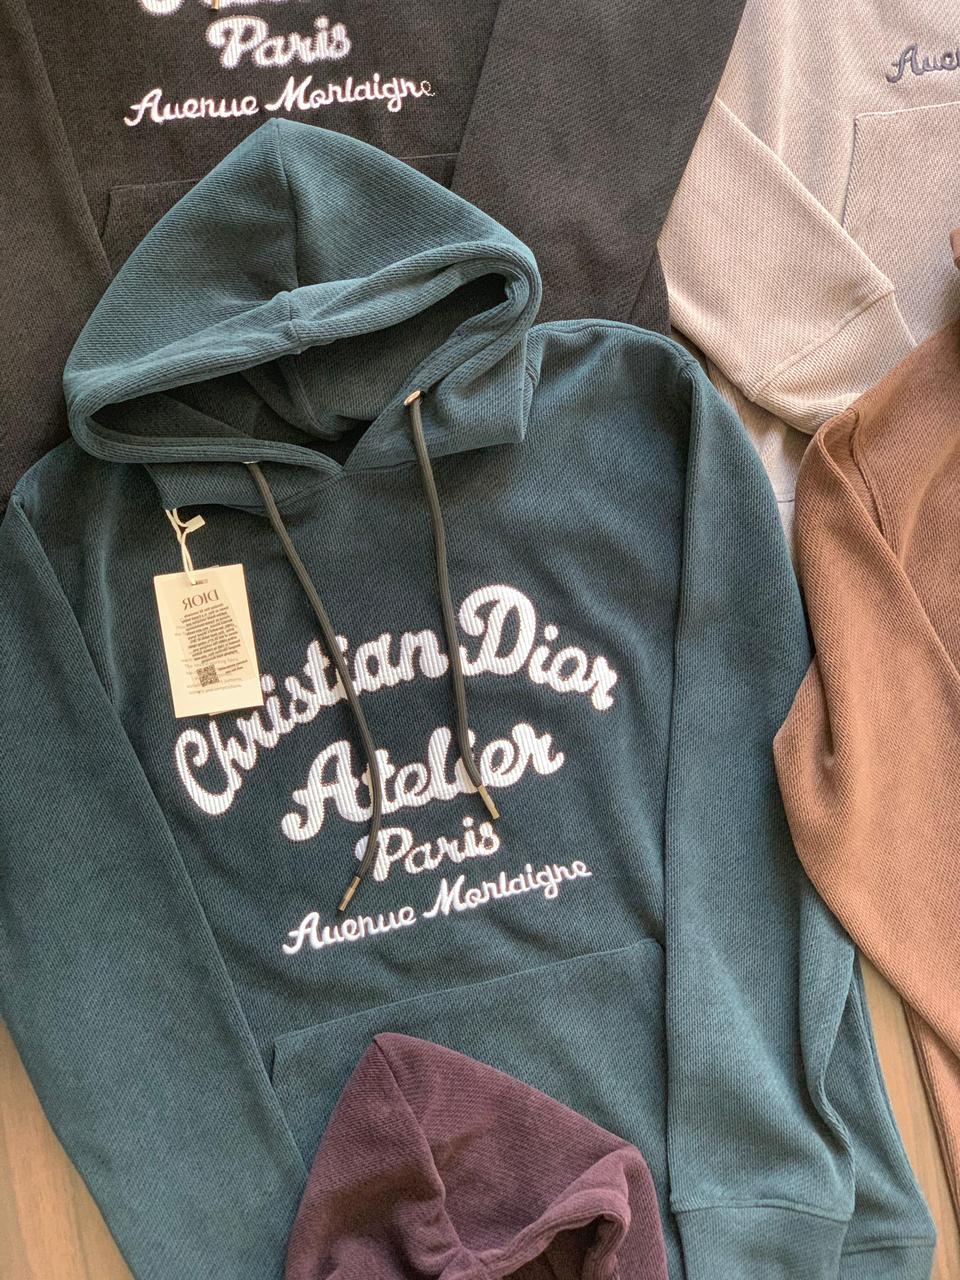 Paris
Avenue Montaigne
DIOR
Christian Dior
Atelier
Paris
Avenue Montaigne